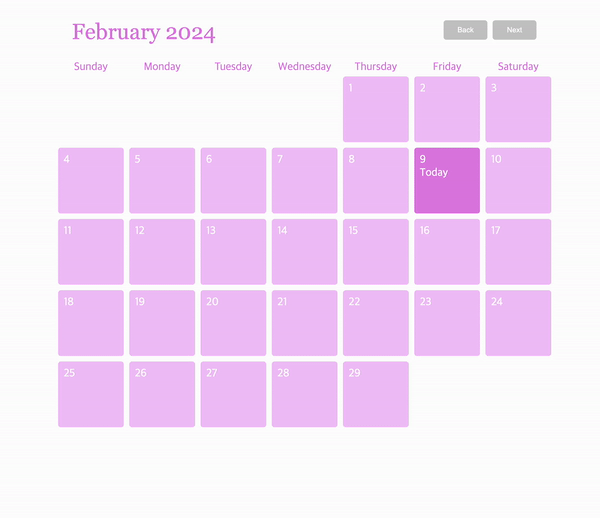 February 2024
Back Next
Sunday Monday Tuesday Wednesday Thursday Friday Saturday
1 2 3
4 5 6 7 8 9 10
Today
11 12 13 14 15 16 17
18 19 20 21 22 23 24
25 26 27 28 29